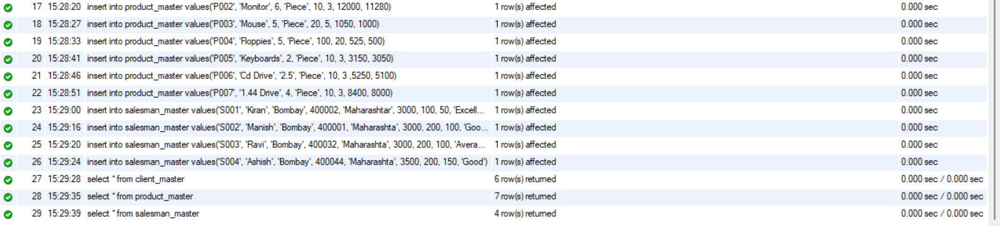 17 15:28:20 insert into product_master values('P002', 'Monitor', 6, 'Piece', 10, 3, 12000, 11280) 1 row(s) affected 0.000 sec
18 15:28:27 insert into product_master values('P003', 'Mouse', 5, 'Piece', 20, 5, 1050, 1000) 1 row(s) affected 0.000 sec
19 15:28:33 insert into product_master values('P004', 'Floppies', 5, 'Piece', 100, 20, 525, 500) 1 row(s) affected 0.000 sec
20 15:28:41 insert into product_master values('P005', 'Keyboards', 2, 'Piece', 10, 3, 3150, 3050) 1 row(s) affected 0.000 sec
21 15:28:46 insert into product_master values('P006', 'Cd Drive', '2.5', 'Piece', 10, 3 ,5250, 5100) 1 row(s) affected 0.000 sec
22 15:28:51 insert into product_master values('P007', '1.44 Drive', 4, 'Piece', 10, 3, 8400, 8000) 1 row(s) affected 0.000 sec
23 15:29:00 insert into salesman_master values('S001', 'Kiran', 'Bombay', 400002, 'Maharashtar', 3000, 100, 50, 'Excell... 1 row(s) affected 0.000 sec
24 15:29:16 insert into salesman_master values('S002', 'Manish', 'Bombay', 400001, 'Maharashta', 3000, 200, 100, 'Goo... 1 row(s) affected 0.000 sec
25 15:29:20 insert into salesman_master values('S003', 'Ravi', 'Bombay', 400032, 'Maharashta', 3000, 200, 100, 'Avera... 1 row(s) affected 0.000 sec
26 15:29:24 insert into salesman_master values('S004', 'Ashish', 'Bombay', 400044, 'Maharashta', 3500, 200, 150, 'Good') 1 row(s) affected 0.000 sec
27 15:29:28 select * from client_master 6 row(s) returned 0.000 sec / 0.000 sec
28 15:29:35 select * from product_master 7 row(s) returned 0.000 sec / 0.000 sec
29 15:29:39 select * from salesman_master 4 row(s) returned 0.000 sec / 0.000 sec